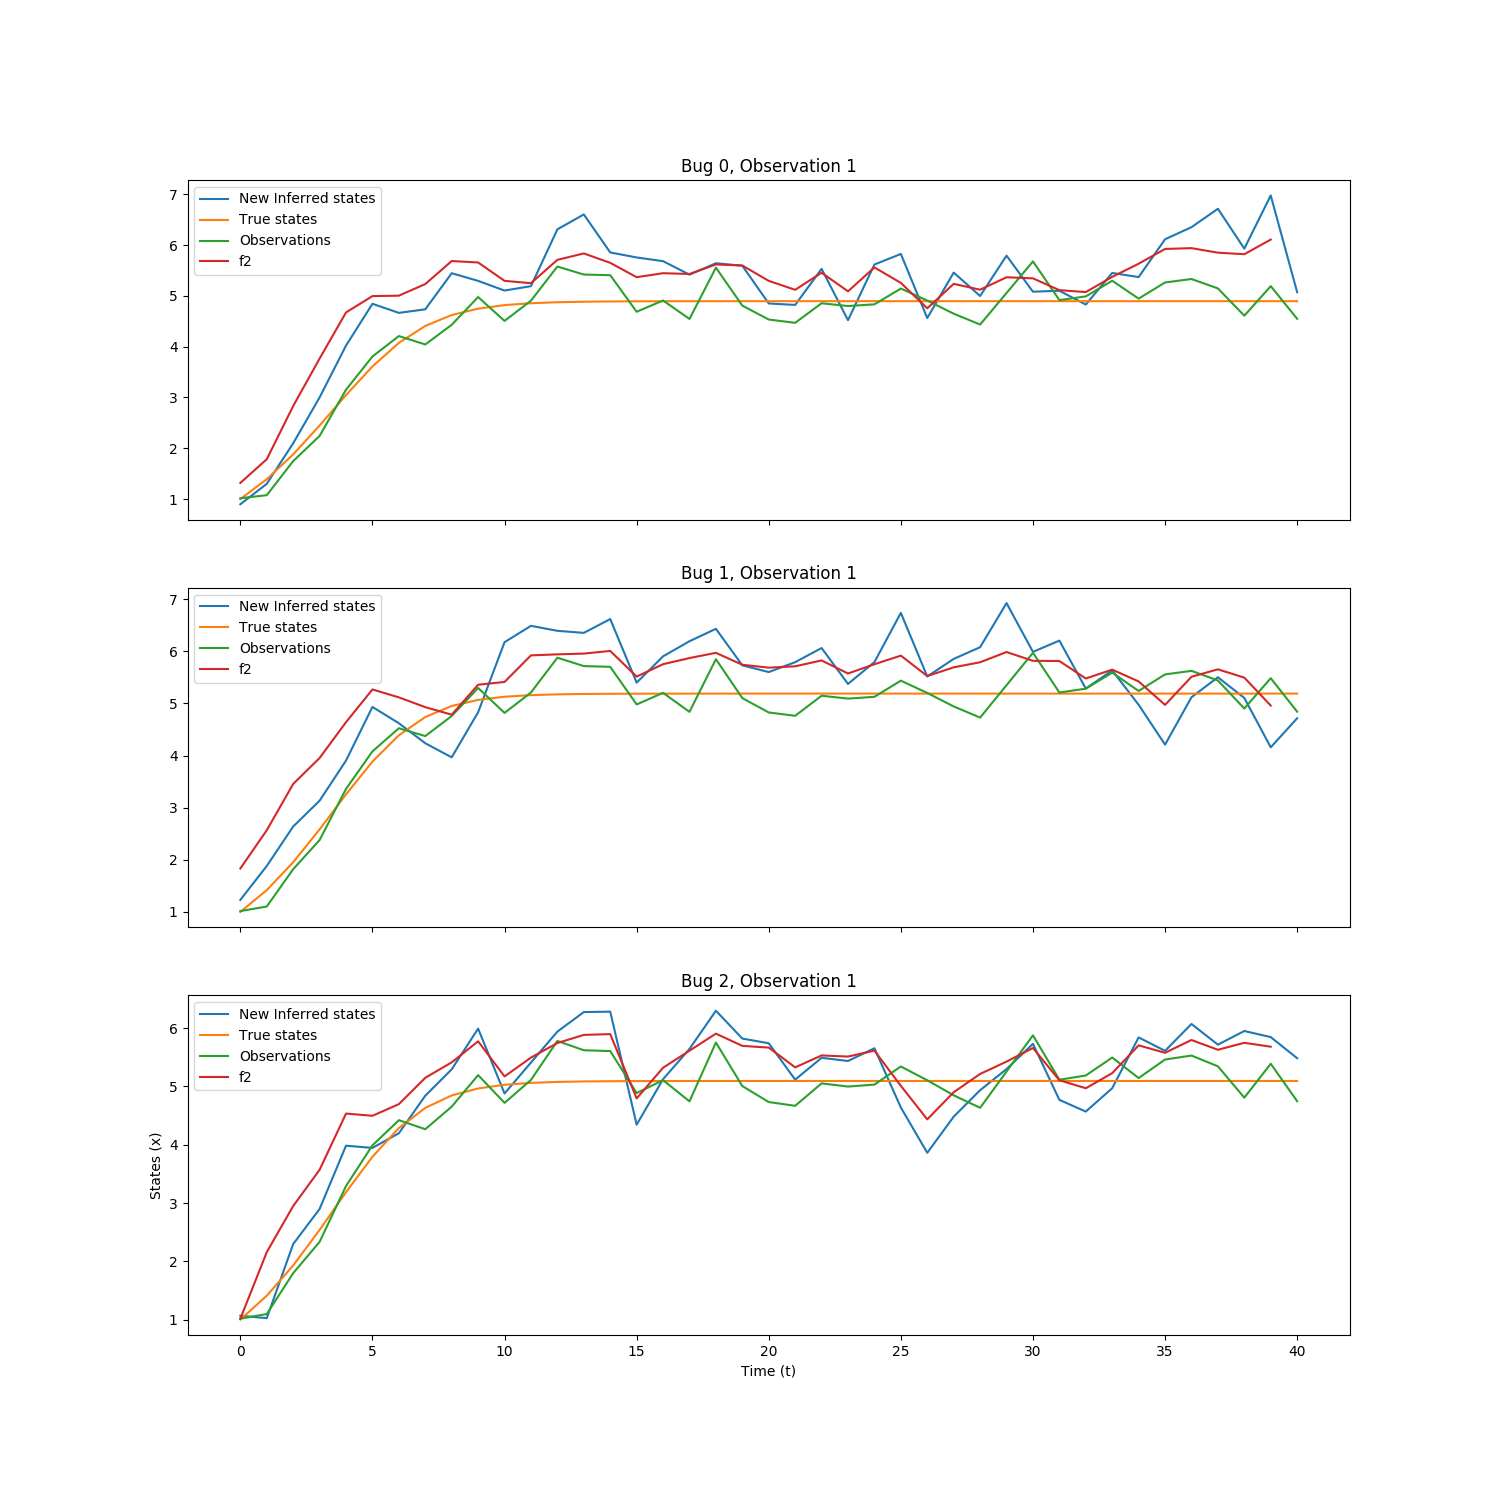 Bug 0, Observation 1
7
6
5
4
3
2
1
New Inferred states
True states
Observations
f2
Bug 1, Observation 1
7
6
5
4
3
2
1
New Inferred states
True states
Observations
f2
Bug 2, Observation 1
6
5
4
3
2
1
New Inferred states
True states
Observations
f2
States (x)
0 5 10 15 20 25 30 35 40
Time (t)